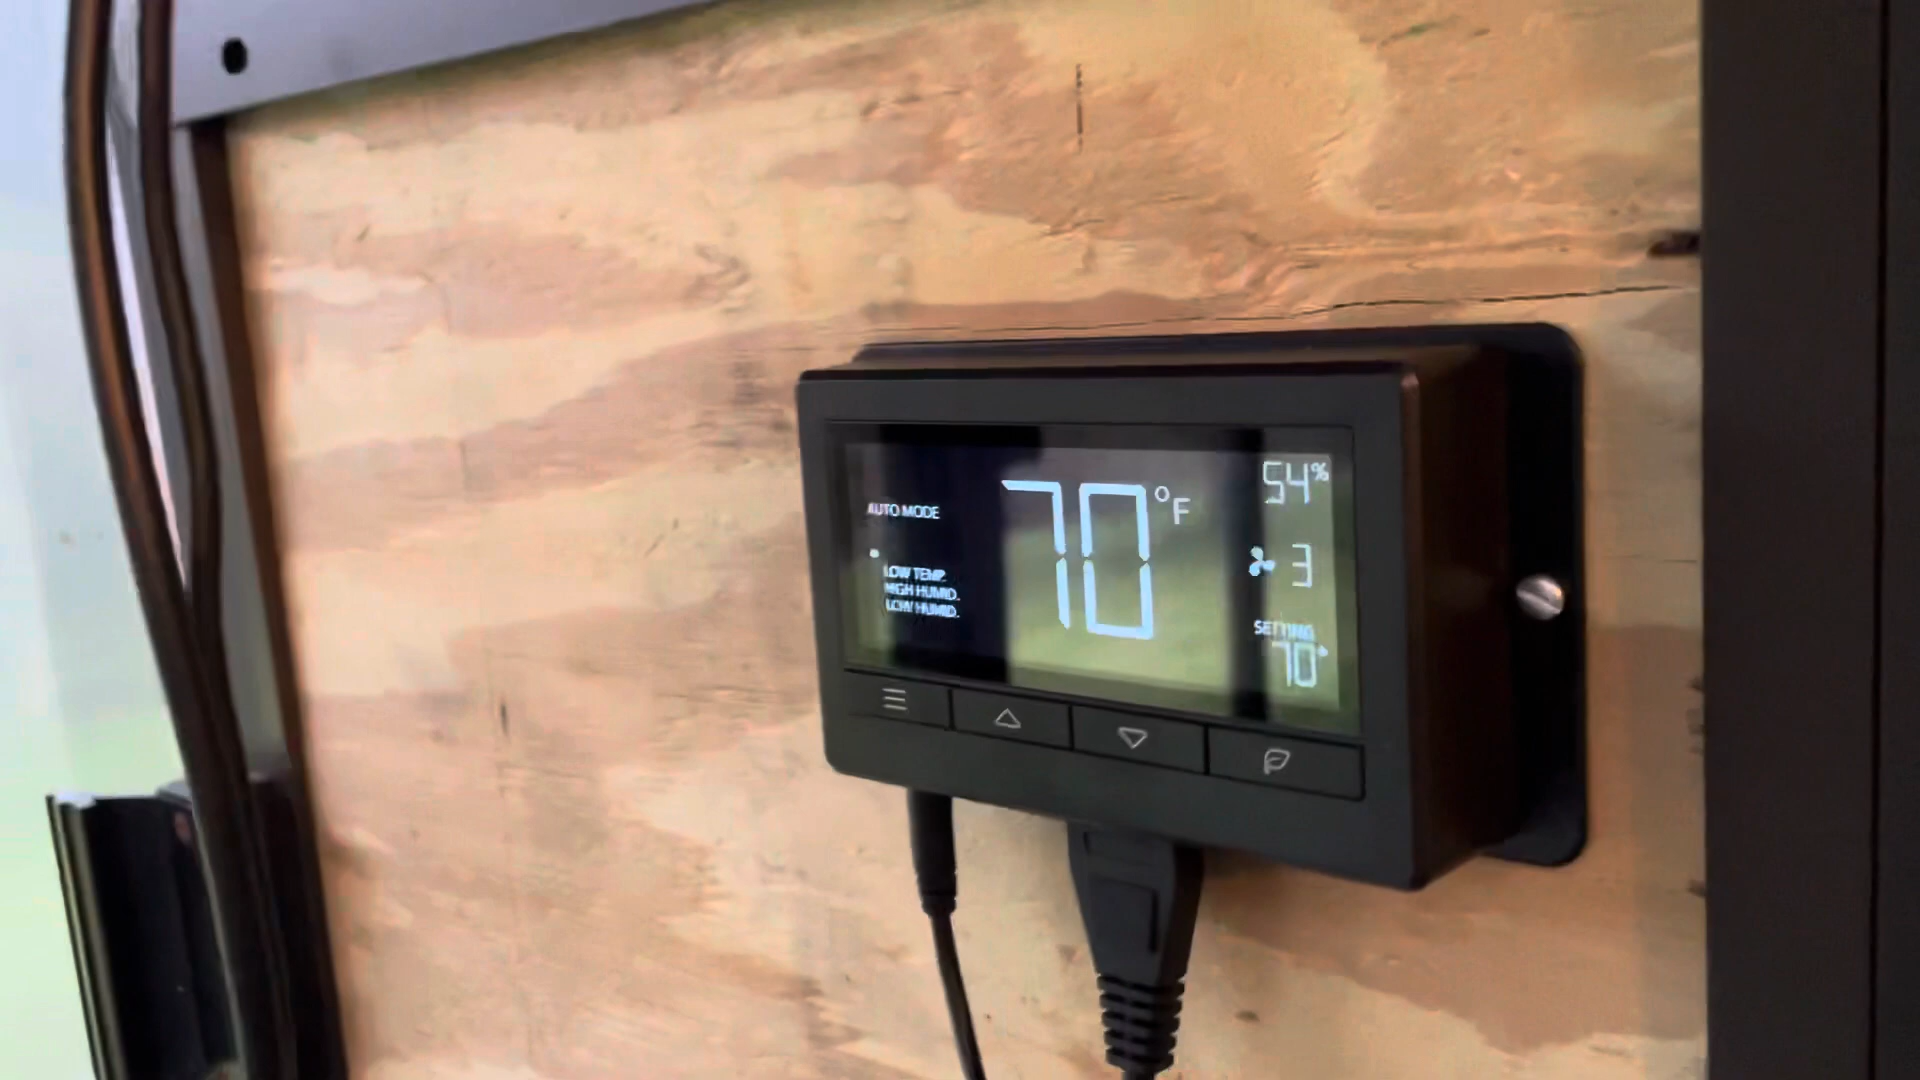 AUTO MODE
LOW TEMP.
HIGH HUMID.
LOW HUMID.
70°F
54%
3
SETTING
70°